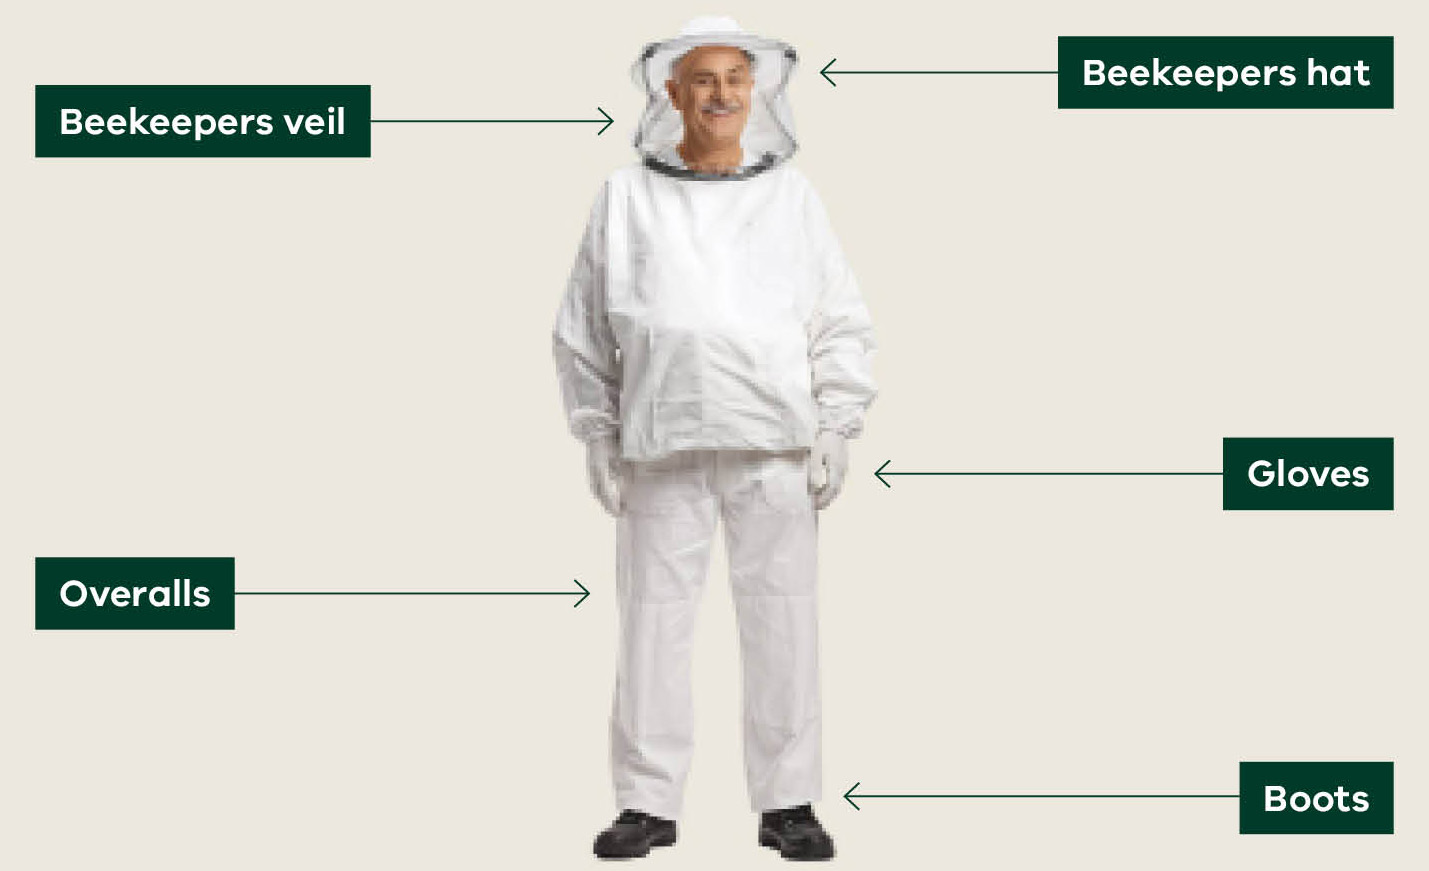 Beekeepers hat
Beekeepers veil
Gloves
Overalls
Boots